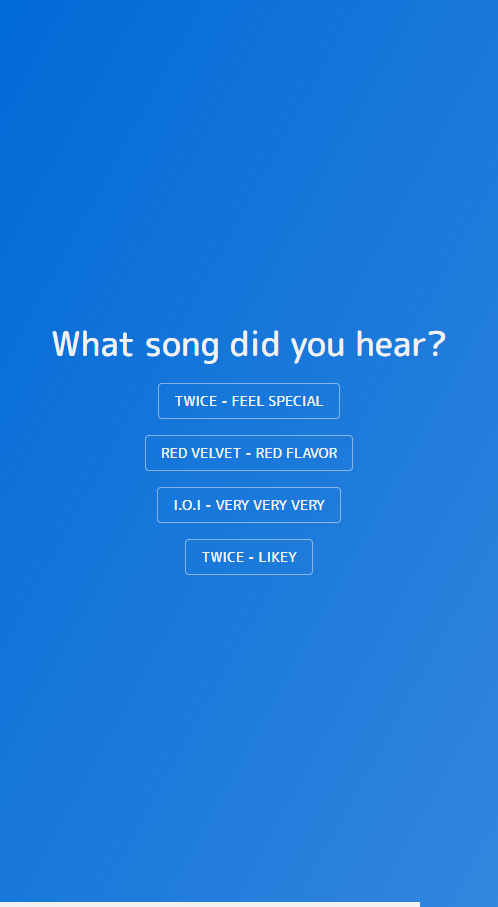 What song did you hear?
TWICE - FEEL SPECIAL
RED VELVET - RED FLAVOR
I.O.I - VERY VERY VERY
TWICE - LIKEY